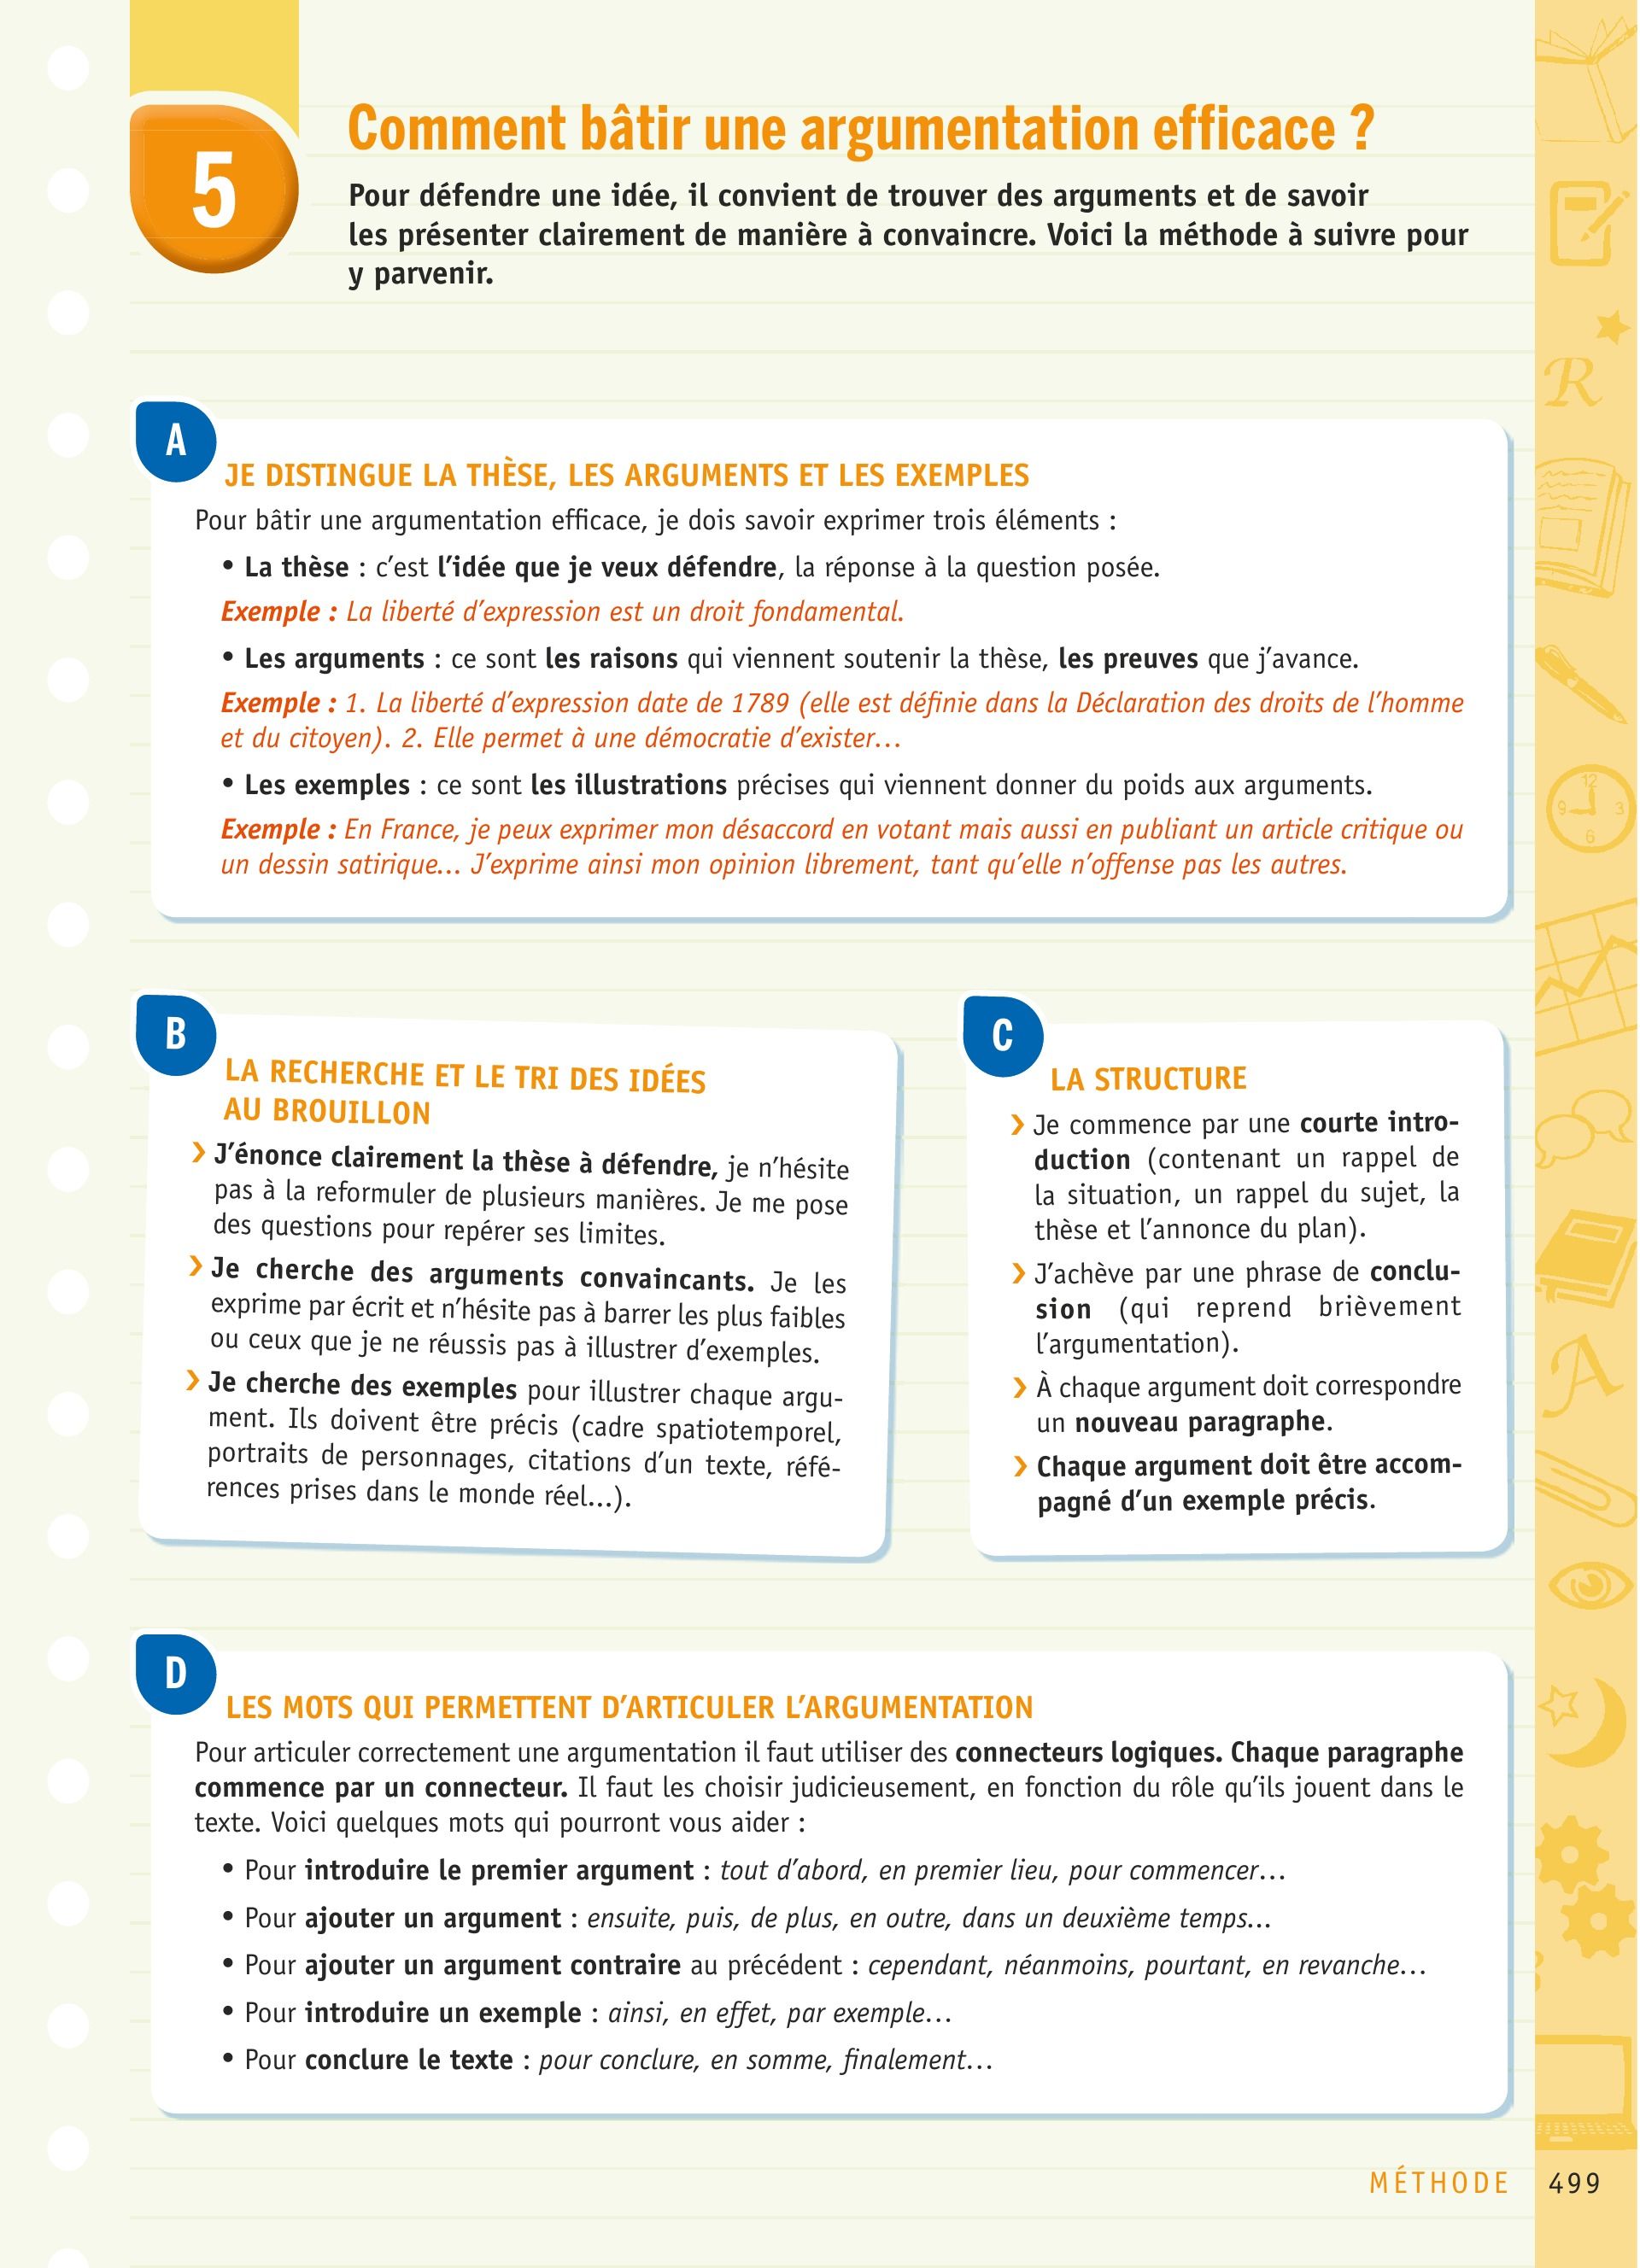 5
Comment bâtir une argumentation efficace ?
Pour défendre une idée, il convient de trouver des arguments et de savoir
les présenter clairement de manière à convaincre. Voici la méthode à suivre pour
y parvenir.
A
JE DISTINGUE LA THÈSE, LES ARGUMENTS ET LES EXEMPLES
Pour bâtir une argumentation efficace, je dois savoir exprimer trois éléments :
• La thèse : c’est l’idée que je veux défendre, la réponse à la question posée.
Exemple : La liberté d’expression est un droit fondamental.
• Les arguments : ce sont les raisons qui viennent soutenir la thèse, les preuves que j’avance.
Exemple : 1. La liberté d’expression date de 1789 (elle est définie dans la Déclaration des droits de l’homme
et du citoyen). 2. Elle permet à une démocratie d’exister…
• Les exemples : ce sont les illustrations précises qui viennent donner du poids aux arguments.
Exemple : En France, je peux exprimer mon désaccord en votant mais aussi en publiant un article critique ou
un dessin satirique... J’exprime ainsi mon opinion librement, tant qu’elle n’offense pas les autres.
B
LA RECHERCHE ET LE TRI DES IDÉES
AU BROUILLON
› J’énonce clairement la thèse à défendre, je n’hésite
pas à la reformuler de plusieurs manières. Je me pose
des questions pour repérer ses limites.
› Je cherche des arguments convaincants. Je les
exprime par écrit et n’hésite pas à barrer les plus faibles
ou ceux que je ne réussis pas à illustrer d’exemples.
› Je cherche des exemples pour illustrer chaque argu-
ment. Ils doivent être précis (cadre spatiotemporel,
portraits de personnages, citations d’un texte, réfé-
rences prises dans le monde réel...).
C
LA STRUCTURE
› Je commence par une courte intro-
duction (contenant un rappel de
la situation, un rappel du sujet, la
thèse et l’annonce du plan).
› J’achève par une phrase de conclu-
sion (qui reprend brièvement
l’argumentation).
› À chaque argument doit correspondre
un nouveau paragraphe.
› Chaque argument doit être accom-
pagné d’un exemple précis.
D
LES MOTS QUI PERMETTENT D’ARTICULER L’ARGUMENTATION
Pour articuler correctement une argumentation il faut utiliser des connecteurs logiques. Chaque paragraphe
commence par un connecteur. Il faut les choisir judicieusement, en fonction du rôle qu’ils jouent dans le
texte. Voici quelques mots qui pourront vous aider :
• Pour introduire le premier argument : tout d’abord, en premier lieu, pour commencer…
• Pour ajouter un argument : ensuite, puis, de plus, en outre, dans un deuxième temps...
• Pour ajouter un argument contraire au précédent : cependant, néanmoins, pourtant, en revanche…
• Pour introduire un exemple : ainsi, en effet, par exemple…
• Pour conclure le texte : pour conclure, en somme, finalement…
MÉTHODE 499
R
12
9 3
6
A